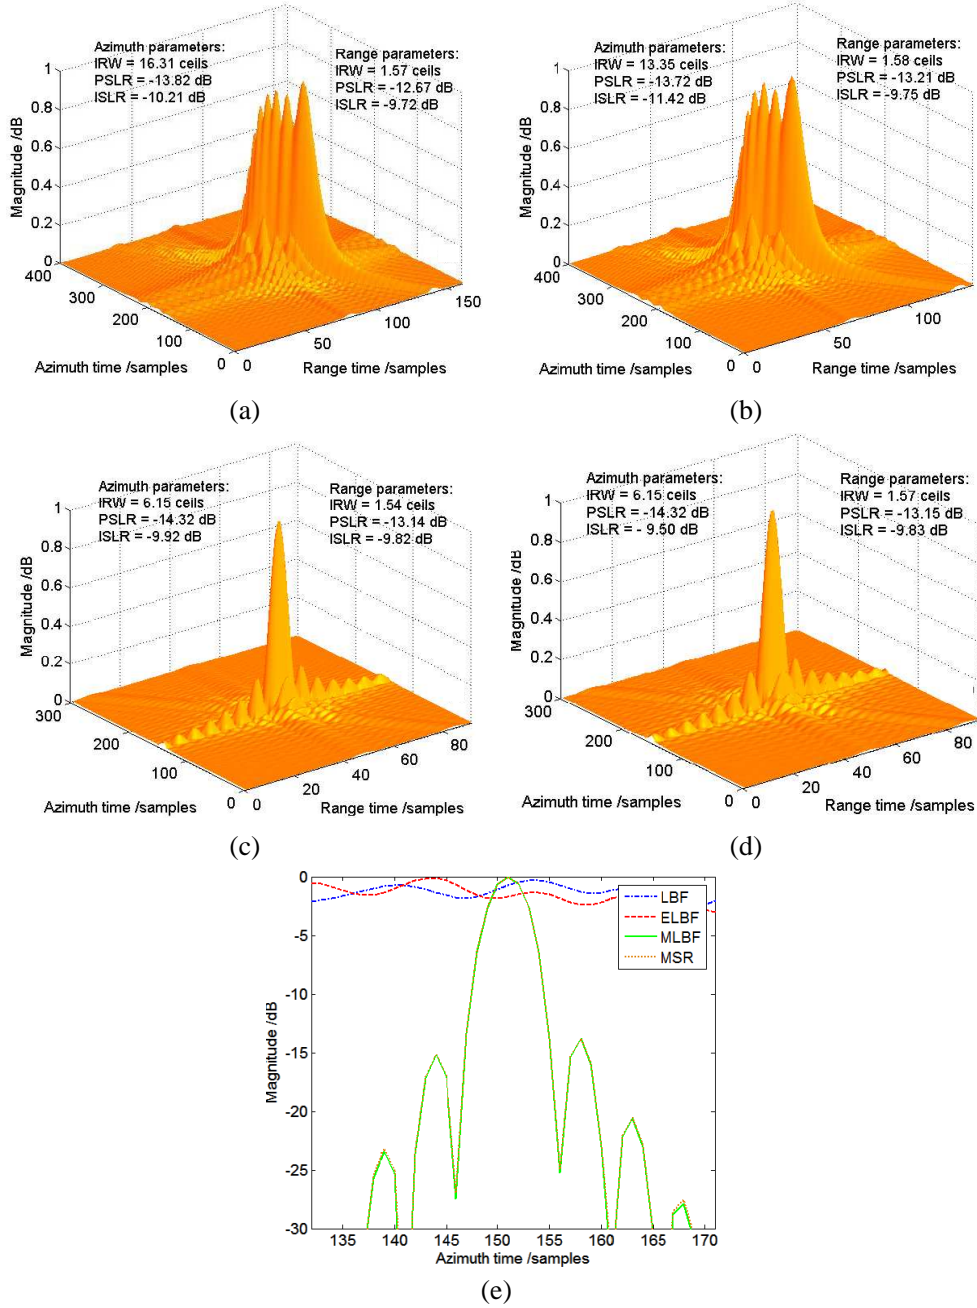 Azimuth parameters:
IRW = 16.31 ceils
PSLR = -13.82 dB
ISLR = -10.21 dB
Range parameters:
IRW = 1.57 ceils
PSLR = -12.67 dB
ISLR = -9.72 dB
Magnitude /dB
1
0.8
0.6
0.4
0.2
0
400
300
200
100
0
0
50
100
150
Azimuth time /samples
Range time /samples
(a)
Azimuth parameters:
IRW = 13.35 ceils
PSLR = -13.72 dB
ISLR = -11.42 dB
Range parameters:
IRW = 1.58 ceils
PSLR = -13.21 dB
ISLR = -9.75 dB
Magnitude /dB
1
0.8
0.6
0.4
0.2
0
400
300
200
100
0
0
50
100
Azimuth time /samples
Range time /samples
(b)
Azimuth parameters:
IRW = 6.15 ceils
PSLR = -14.32 dB
ISLR = -9.92 dB
Range parameters:
IRW = 1.54 ceils
PSLR = -13.14 dB
ISLR = -9.82 dB
Magnitude /dB
1
0.8
0.6
0.4
0.2
0
300
200
100
0
0
20
40
60
80
Azimuth time /samples
Range time /samples
(c)
Azimuth parameters:
IRW = 6.15 ceils
PSLR = -14.32 dB
ISLR = - 9.50 dB
Range parameters:
IRW = 1.57 ceils
PSLR = -13.15 dB
ISLR = -9.83 dB
Magnitude /dB
1
0.8
0.6
0.4
0.2
0
300
200
100
0
0
20
40
60
80
Azimuth time /samples
Range time /samples
(d)
LBF
ELBF
MLBF
MSR
Magnitude /dB
0
-5
-10
-15
-20
-25
-30
135
140
145
150
155
160
165
170
Azimuth time /samples
(e)